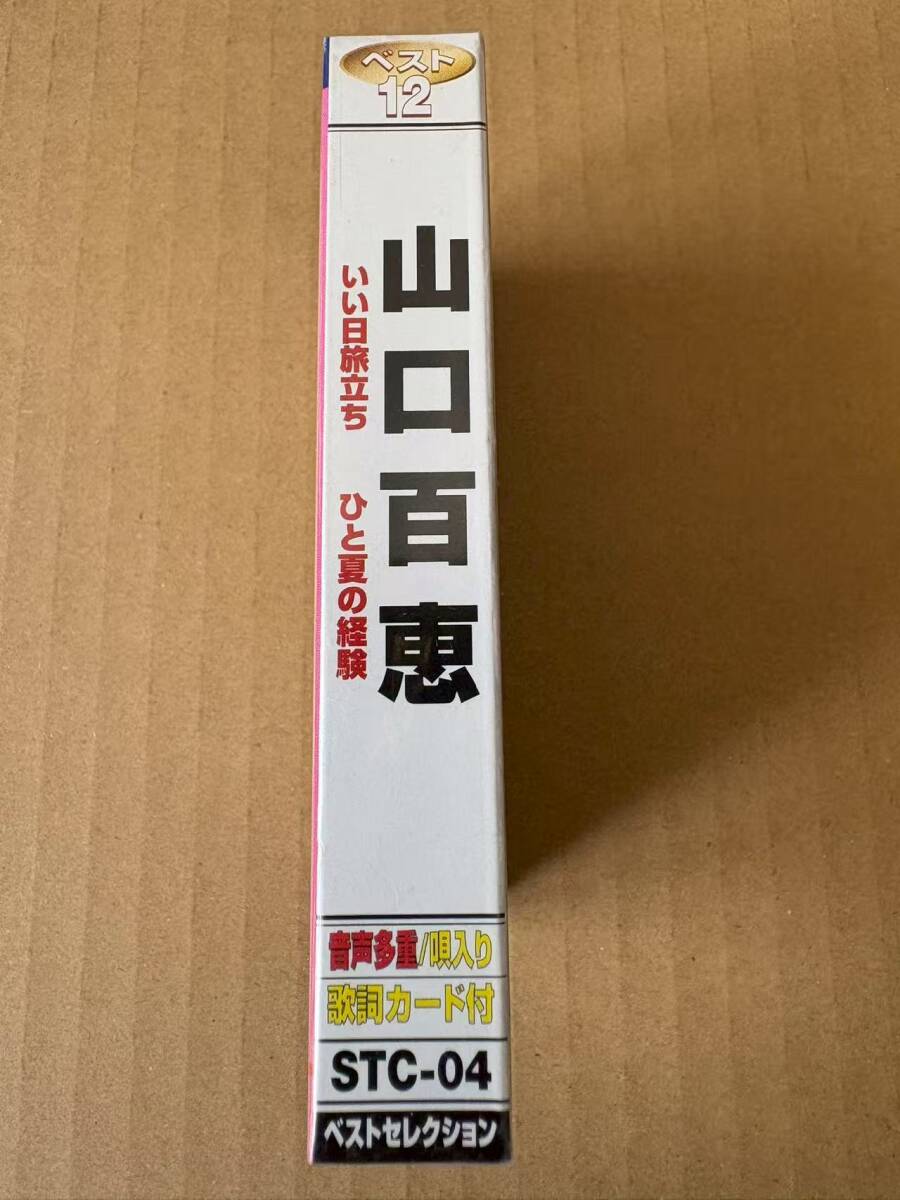 ベスト
12
山口百恵
いい日旅立ち
ひと夏の経験
音声多重/唄入り
歌詞カード付
STC-04
ベストセレクション